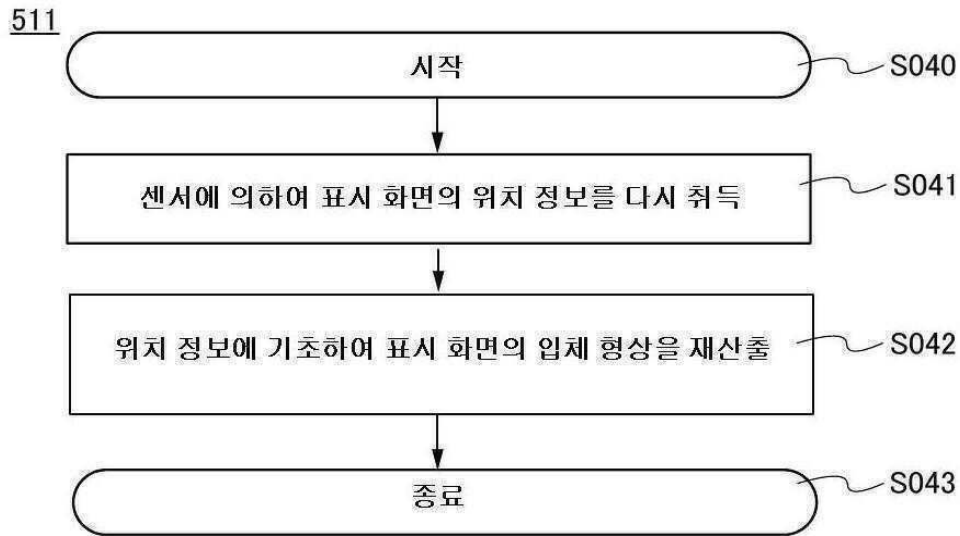 511
시작
S040
센서에 의하여 표시 화면의 위치 정보를 다시 취득
S041
위치 정보에 기초하여 표시 화면의 입체 형상을 재산출
S042
종료
S043